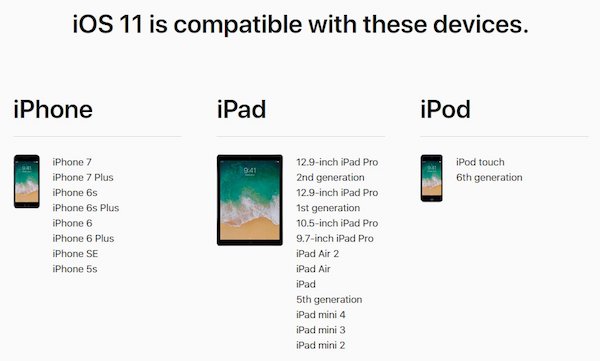 iOS 11 is compatible with these devices.
iPhone
iPhone 7
iPhone 7 Plus
iPhone 6s
iPhone 6s Plus
iPhone 6
iPhone 6 Plus
iPhone SE
iPhone 5s
iPad
9:41
12.9-inch iPad Pro
2nd generation
12.9-inch iPad Pro
1st generation
10.5-inch iPad Pro
9.7-inch iPad Pro
iPad Air 2
iPad Air
iPad
5th generation
iPad mini 4
iPad mini 3
iPad mini 2
iPod
iPod touch
6th generation